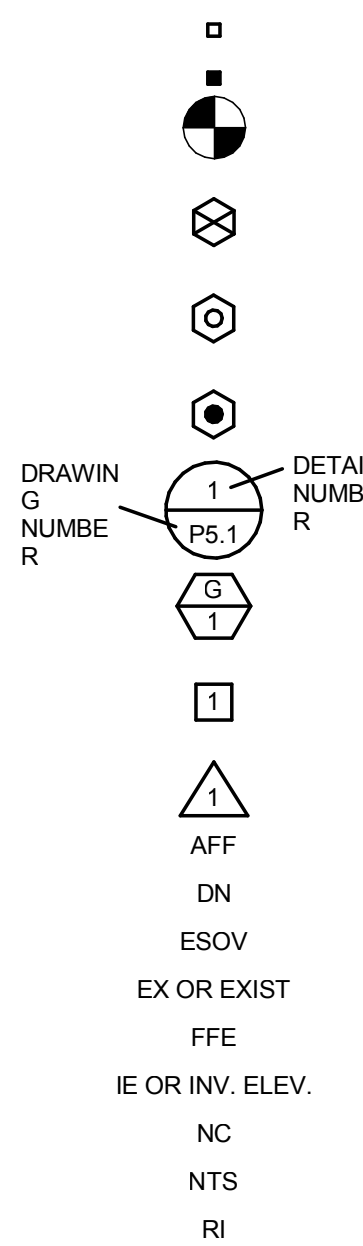 DRAWIN
G
NUMBE
R
1
P5.1
DETAI
NUMB
R
G
1
1
1
AFF
DN
ESOV
EX OR EXIST
FFE
IE OR INV. ELEV.
NC
NTS
RI